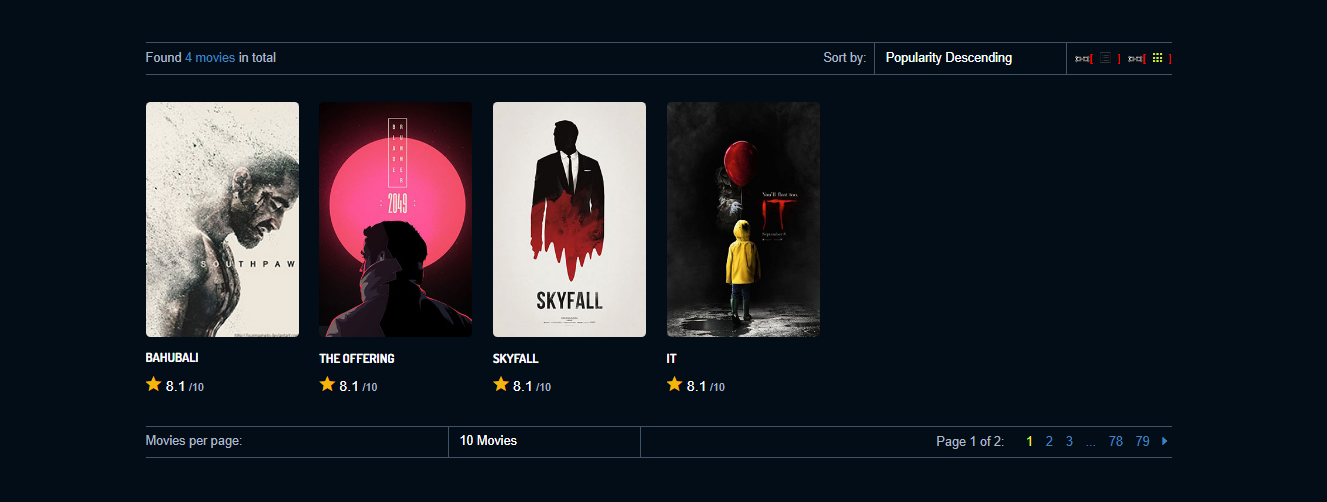 Found 4 movies in total
Sort by: Popularity Descending
SOUTHPAW
BLADE RUNNER
: 2049 :
SKYFALL
You'll float too.
IT
September 8
BAHUBALI
THE OFFERING
SKYFALL
IT
8.1 /10
8.1 /10
8.1 /10
8.1 /10
Movies per page: 10 Movies
Page 1 of 2: 1 2 3 ... 78 79